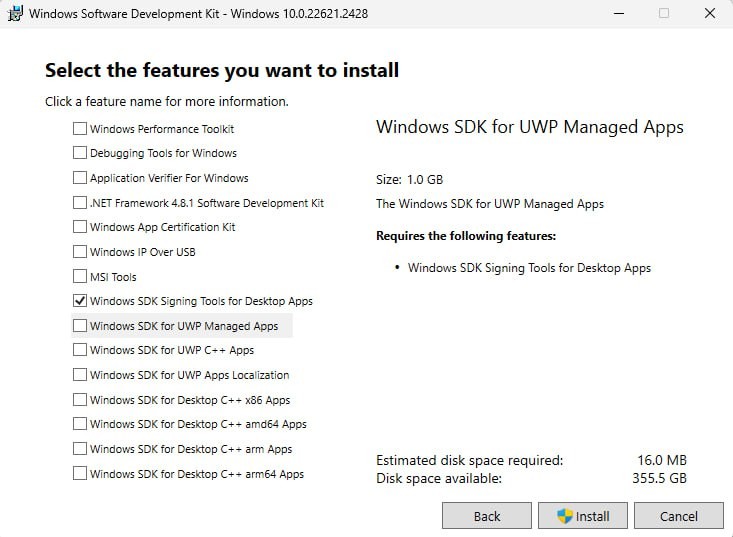 Windows Software Development Kit - Windows 10.0.22621.2428
Select the features you want to install
Click a feature name for more information.
Windows Performance Toolkit
Debugging Tools for Windows
Application Verifier For Windows
.NET Framework 4.8.1 Software Development Kit
Windows App Certification Kit
Windows IP Over USB
MSI Tools
Windows SDK Signing Tools for Desktop Apps
Windows SDK for UWP Managed Apps
Windows SDK for UWP C++ Apps
Windows SDK for UWP Apps Localization
Windows SDK for Desktop C++ x86 Apps
Windows SDK for Desktop C++ amd64 Apps
Windows SDK for Desktop C++ arm Apps
Windows SDK for Desktop C++ arm64 Apps
Windows SDK for UWP Managed Apps
Size: 1.0 GB
The Windows SDK for UWP Managed Apps
Requires the following features:
• Windows SDK Signing Tools for Desktop Apps
Estimated disk space required: 16.0 MB
Disk space available: 355.5 GB
Back Install Cancel